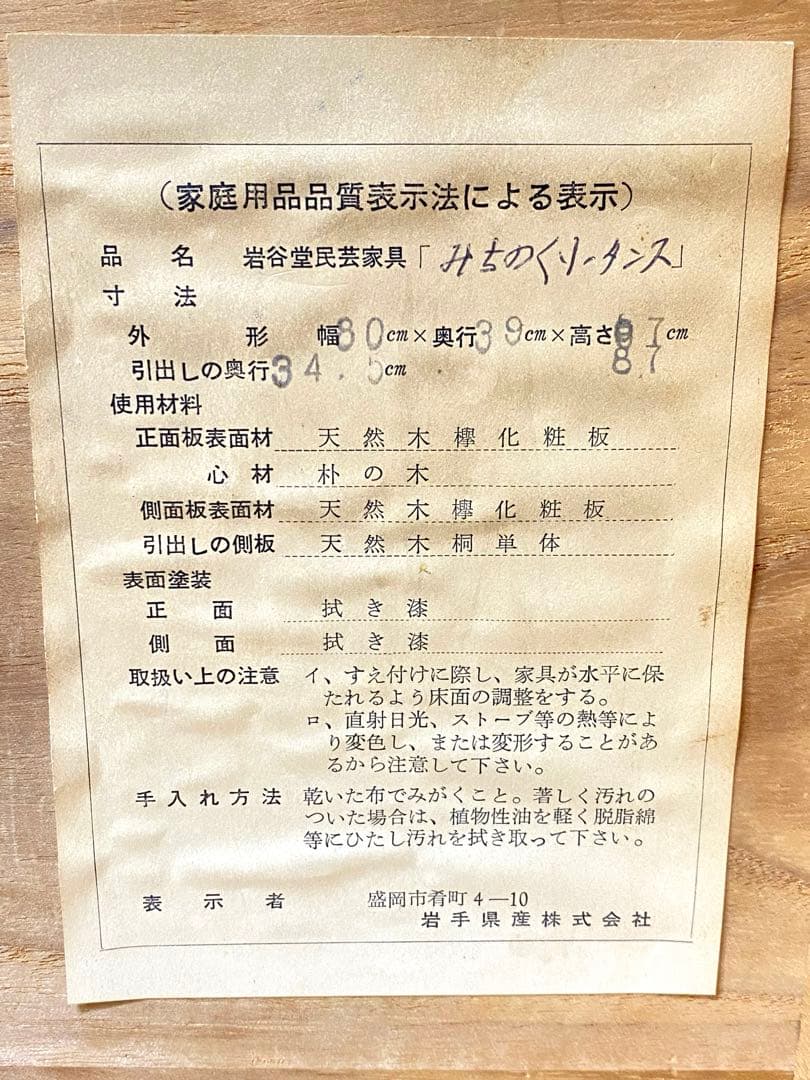 （家庭用品品質表示法による表示）
品名 岩谷堂民芸家具「みちのく小タンス」
寸法
外形 幅80cm×奥行39cm×高さ 7cm
87
引出しの奥行34.5cm
使用材料
正面板表面材 天然木欅化粧板
心材 朴の木
側面板表面材 天然木欅化粧板
引出しの側板 天然木桐単体
表面塗装
正面 拭き漆
側面 拭き漆
取扱い上の注意 イ、すえ付けに際し、家具が水平に保
たれるよう床面の調整をする。
ロ、直射日光、ストーブ等の熱等によ
り変色し、または変形することがあ
るから注意して下さい。
手入れ方法 乾いた布でみがくこと。著しく汚れの
ついた場合は、植物性油を軽く脱脂綿
等にひたし汚れを拭き取って下さい。
表示者 盛岡市肴町4―10
岩手県産株式会社